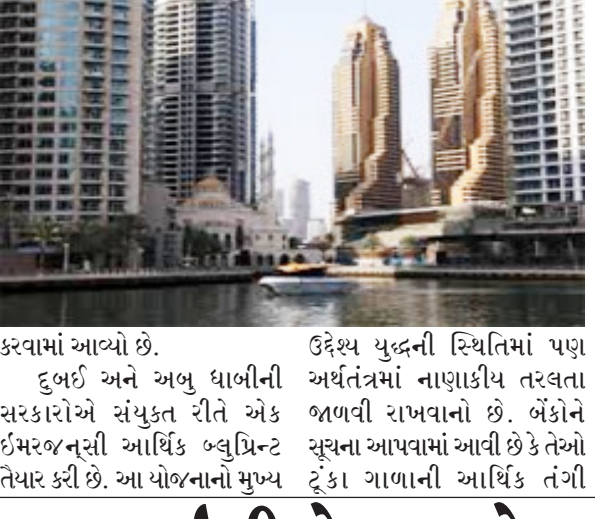 કરવામાં આવ્યો છે.
દુબઈ અને અબુ ધાબીની
સરકારોએ સંયુક્ત રીતે એક
ઈમરજન્સી આર્થિક બ્લુપ્રિન્ટ
તૈયાર કરી છે. આ યોજનાનો મુખ્ય
ઉદ્દેશ્ય યુદ્ધની સ્થિતિમાં પણ
અર્થતંત્રમાં નાણાકીય તરલતા
જાળવી રાખવાનો છે. બેંકોને
સૂચના આપવામાં આવી છે કે તેઓ
ટૂંકા ગાળાની આર્થિક તંગી